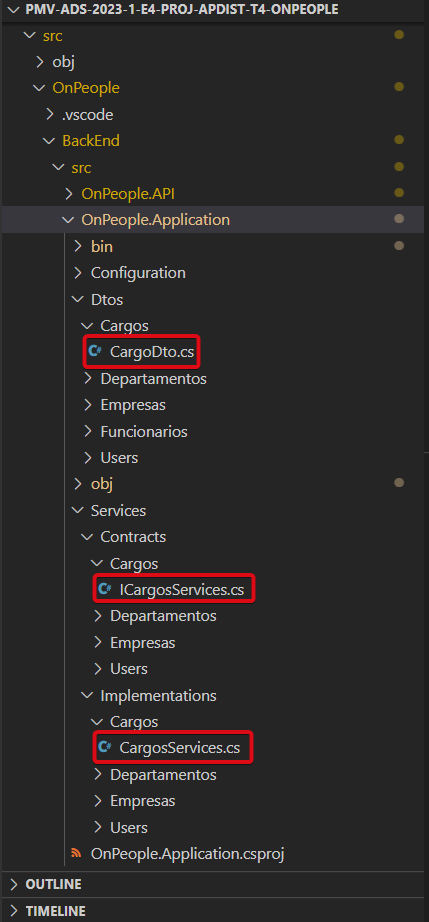 PMV-ADS-2023-1-E4-PROJ-APDIST-T4-ONPEOPLE
src
obj
OnPeople
.vscode
BackEnd
src
OnPeople.API
OnPeople.Application
bin
Configuration
Dtos
Cargos
C# CargoDto.cs
Departamentos
Empresas
Funcionarios
Users
obj
Services
Contracts
Cargos
C# ICargosServices.cs
Departamentos
Empresas
Users
Implementations
Cargos
C# CargosServices.cs
Departamentos
Empresas
Users
OnPeople.Application.csproj
OUTLINE
TIMELINE